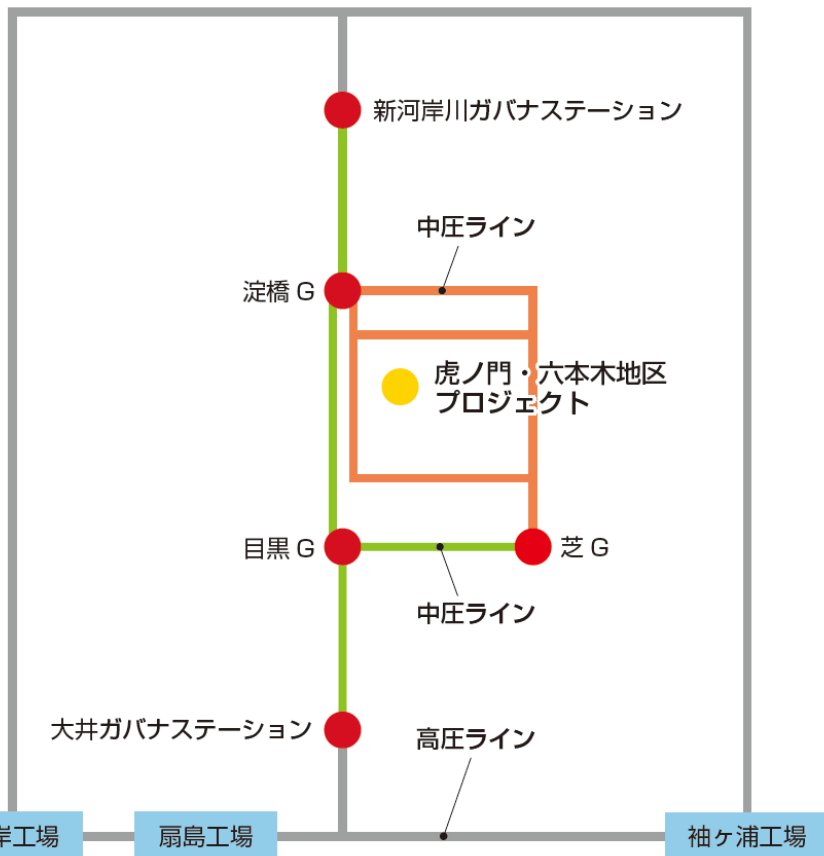 新河岸川ガバナステーション
中圧ライン
淀橋 G
虎ノ門・六本木地区
プロジェクト
目黒 G
芝 G
中圧ライン
大井ガバナステーション
高圧ライン
岸工場
扇島工場
袖ヶ浦工場